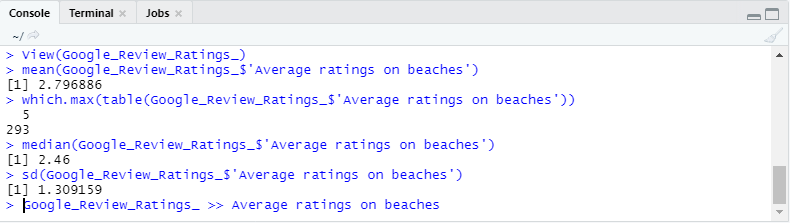 Console Terminal × Jobs ×
~/
> View(Google_Review_Ratings_)
> mean(Google_Review_Ratings_$'Average ratings on beaches')
[1] 2.796886
> which.max(table(Google_Review_Ratings_$'Average ratings on beaches'))
5
293
> median(Google_Review_Ratings_$'Average ratings on beaches')
[1] 2.46
> sd(Google_Review_Ratings_$'Average ratings on beaches')
[1] 1.309159
> Google_Review_Ratings_ >> Average ratings on beaches